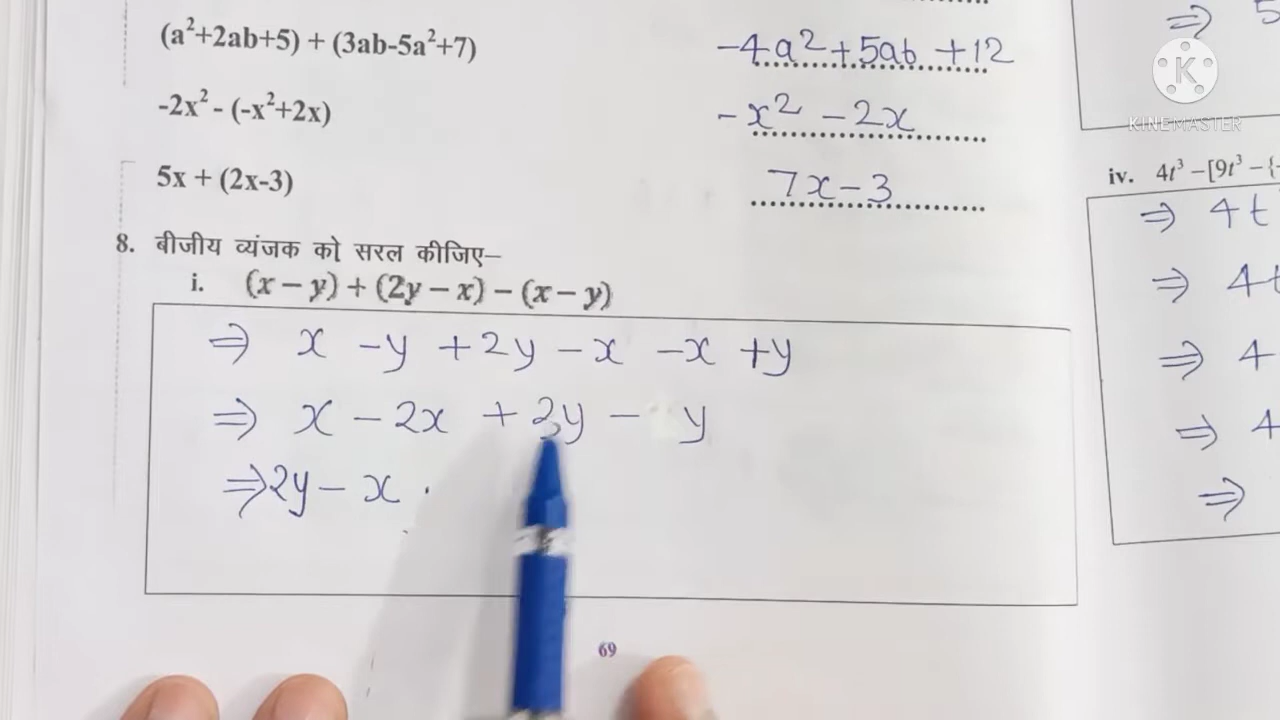 (a²+2ab+5) + (3ab-5a²+7) -4a² + 5ab + 12
-2x² - (-x²+2x) -x² - 2x
5x + (2x-3) 7x - 3
8. बीजीय व्यंजक को सरल कीजिए–
i. (x – y) + (2y – x) – (x – y)
⇒ x - y + 2y - x - x + y
⇒ x - 2x + 3y - y
⇒ 2y - x .
69
⇒ 5
K
KINEMASTER
iv. 4t³ –[9t³ –{
⇒ 4t
⇒ 4t
⇒ 4
⇒ 4
⇒